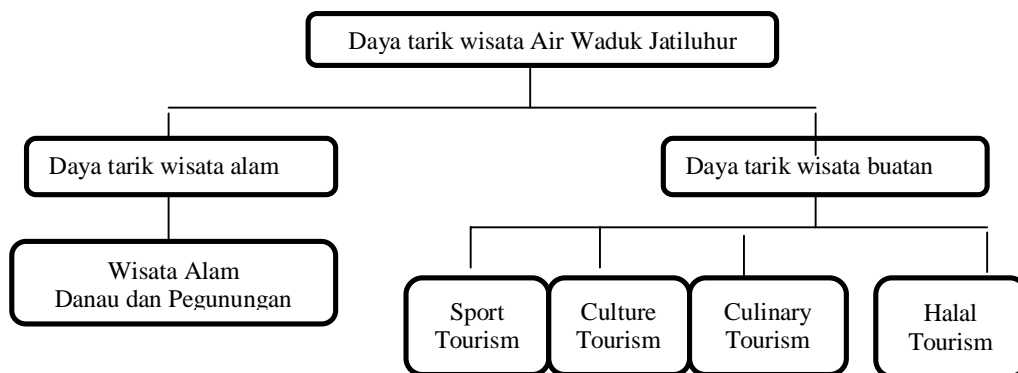 Daya tarik wisata Air Waduk Jatiluhur
Daya tarik wisata alam
Daya tarik wisata buatan
Wisata Alam
Danau dan Pegunungan
Sport
Tourism
Culture
Tourism
Culinary
Tourism
Halal
Tourism